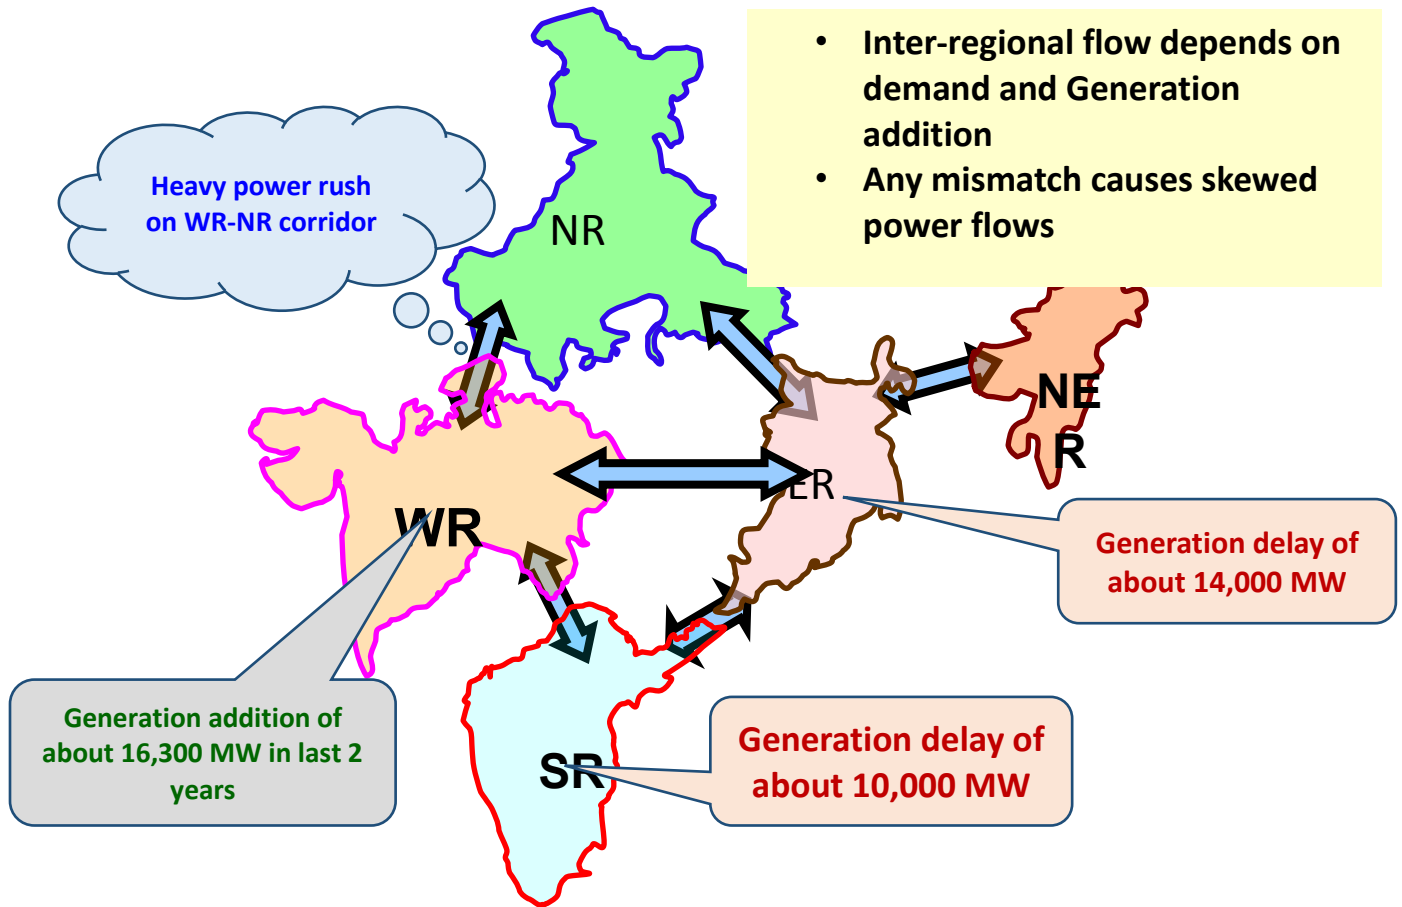 • Inter-regional flow depends on
demand and Generation
addition
• Any mismatch causes skewed
power flows
Heavy power rush
on WR-NR corridor
NR
NE
R
WR
ER
Generation delay of
about 14,000 MW
Generation addition of
about 16,300 MW in last 2
years
SR
Generation delay of
about 10,000 MW